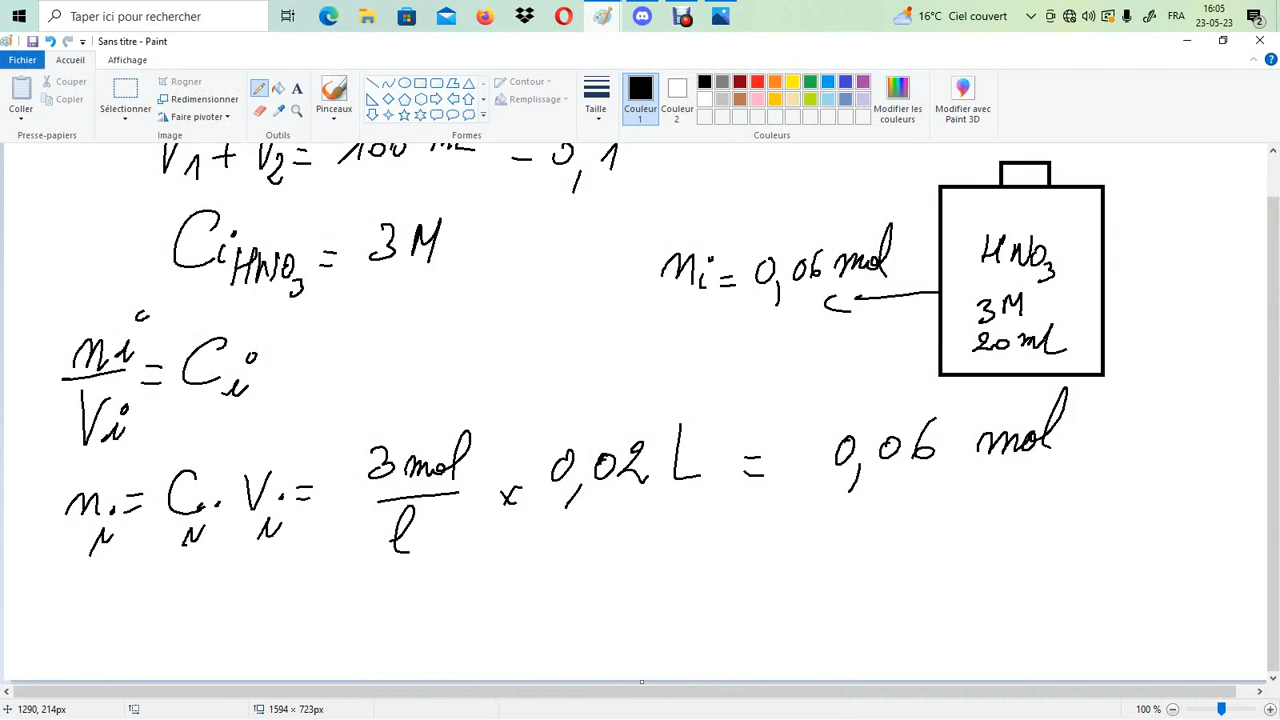 Taper ici pour rechercher
16°C Ciel couvert
FRA
16:05
23-05-23
2
Sans titre - Paint
Fichier
Accueil
Affichage
Coller
Couper
Copier
Presse-papiers
Sélectionner
Rogner
Redimensionner
Faire pivoter
Image
A
Outils
Pinceaux
Formes
Contour
Remplissage
Taille
Couleur 1
Couleur 2
Couleurs
Modifier les couleurs
Modifier avec Paint 3D
V1 + V2 = 100 mL = 0,1
CiHNO3 = 3 M
ni = 0,06 mol
HNO3
3M
20 mL
ni / Vi = Ci
ni = Ci . Vi = 3 mol / l x 0,02 L = 0,06 mol
1290, 214px
1594 × 723px
100 %